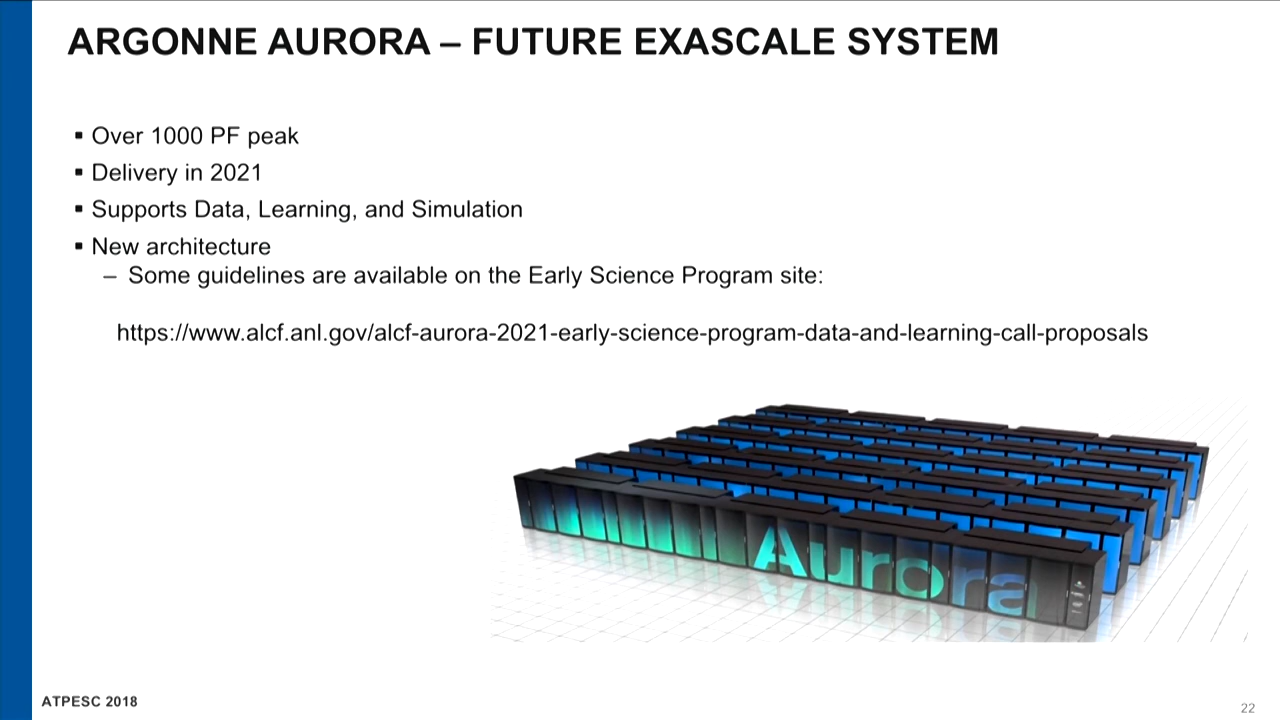 ARGONNE AURORA – FUTURE EXASCALE SYSTEM
▪ Over 1000 PF peak
▪ Delivery in 2021
▪ Supports Data, Learning, and Simulation
▪ New architecture
– Some guidelines are available on the Early Science Program site:
https://www.alcf.anl.gov/alcf-aurora-2021-early-science-program-data-and-learning-call-proposals
Aurora
ATPESC 2018
22